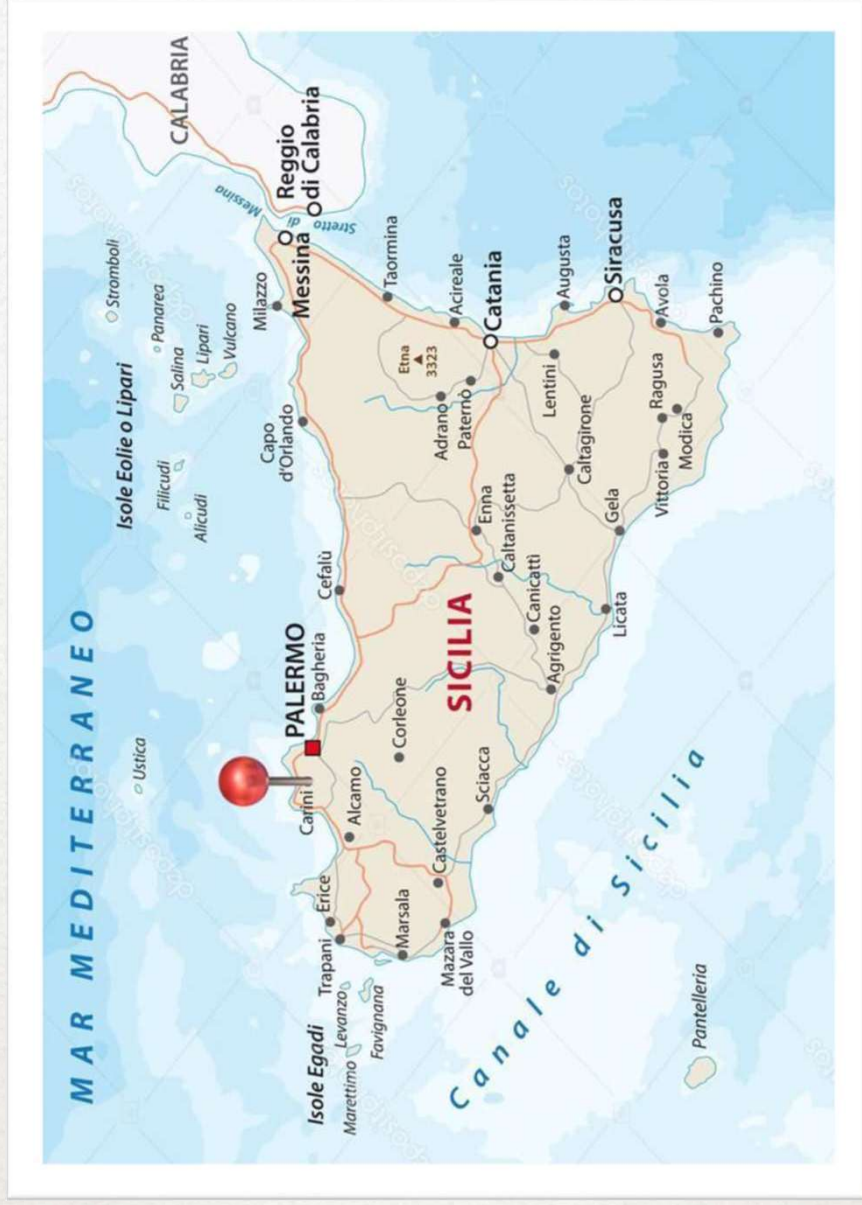 MAR MEDITERRANEO
CALABRIA
Ustica
Isole Eolie o Lipari
Stromboli
Panarea
Filicudi
Salina
Alicudi
Lipari
Vulcano
Stretto di Messina
Milazzo
Messina
Reggio
di Calabria
Capo
d'Orlando
Cefalù
PALERMO
Bagheria
Carini
Alcamo
Erice
Trapani
Isole Egadi
Levanzo
Marettimo
Favignana
Marsala
Mazara
del Vallo
Castelvetrano
Corleone
Sciacca
SICILIA
Taormina
Etna
3323
Acireale
Adrano
Paternò
Catania
Enna
Caltanissetta
Canicattì
Agrigento
Licata
Gela
Caltagirone
Lentini
Augusta
Siracusa
Vittoria
Ragusa
Modica
Avola
Pachino
Canale di Sicilia
Pantelleria